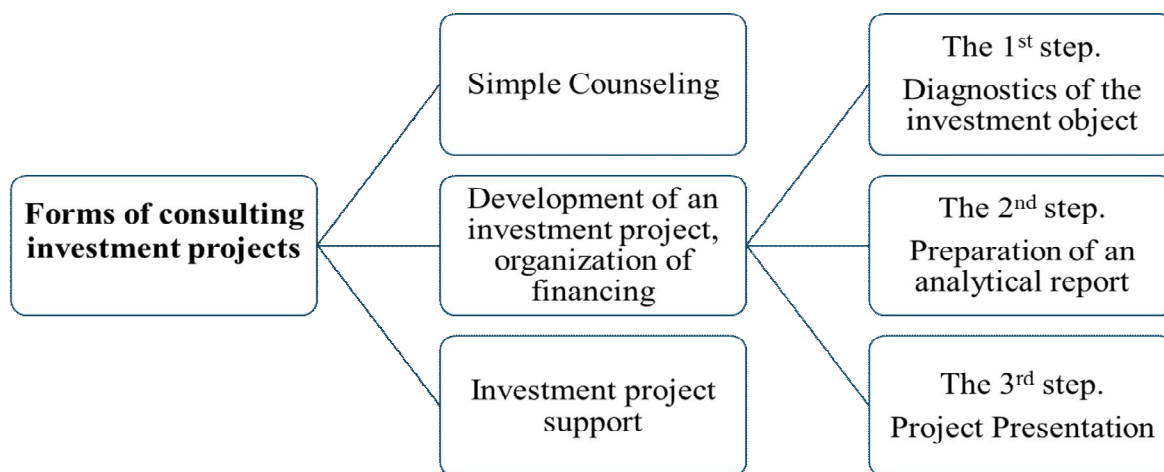 Forms of consulting
investment projects
Simple Counseling
Development of an
investment project,
organization of
financing
Investment project
support
The 1st step.
Diagnostics of the
investment object
The 2nd step.
Preparation of an
analytical report
The 3rd step.
Project Presentation